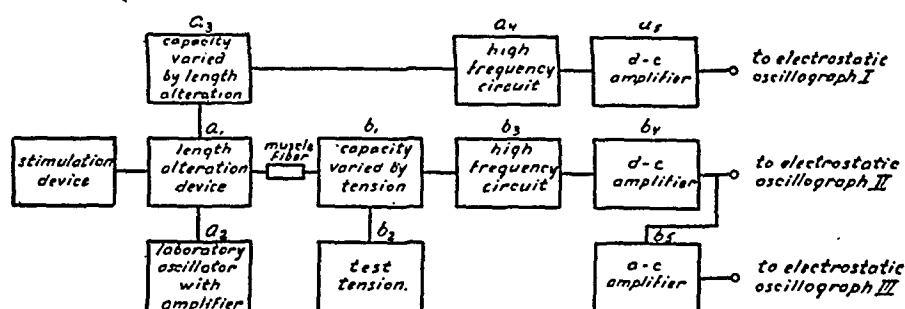 a3
capacity
varied
by length
alteration
a4
high
frequency
circuit
a5
d-c
amplifier
to electrostatic
oscillograph I
stimulation
device
a1
length
alteration
device
muscle
fiber
b1
capacity
varied by
tension
b3
high
frequency
circuit
b4
d-c
amplifier
to electrostatic
oscillograph II
a2
laboratory
oscillator
with
amplifier
b2
test
tension.
b5
a-c
amplifier
to electrostatic
oscillograph III